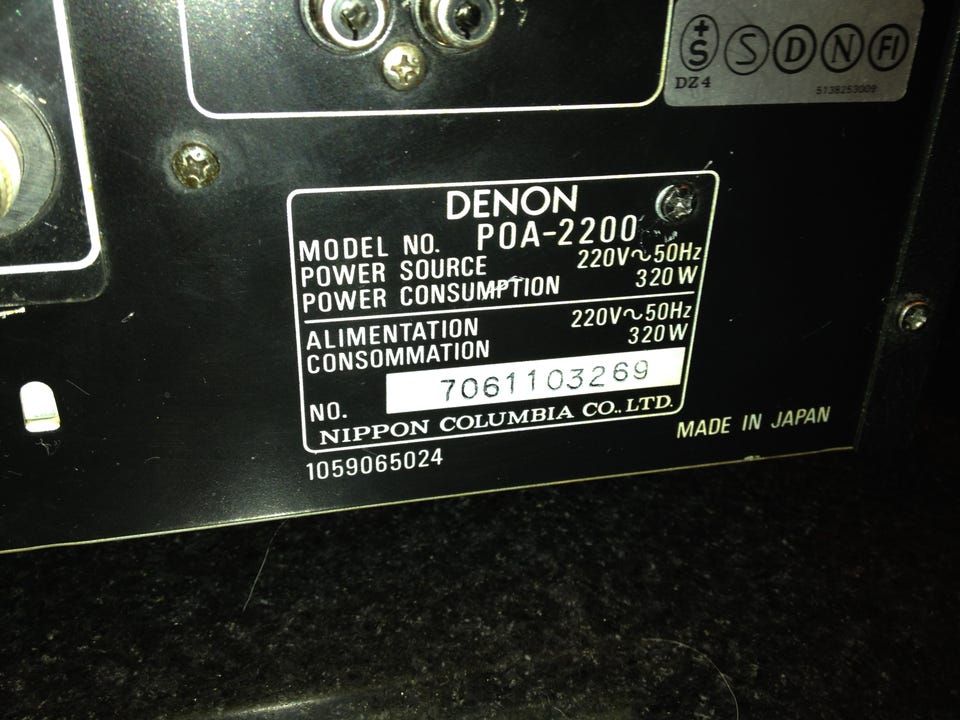 +S S D N FI
DZ4 5138253009
DENON
MODEL NO. POA-2200
POWER SOURCE 220V~50Hz
POWER CONSUMPTION 320W
ALIMENTATION 220V~50Hz
CONSOMMATION 320W
NO. 7061103269
NIPPON COLUMBIA CO., LTD.
MADE IN JAPAN
1059065024